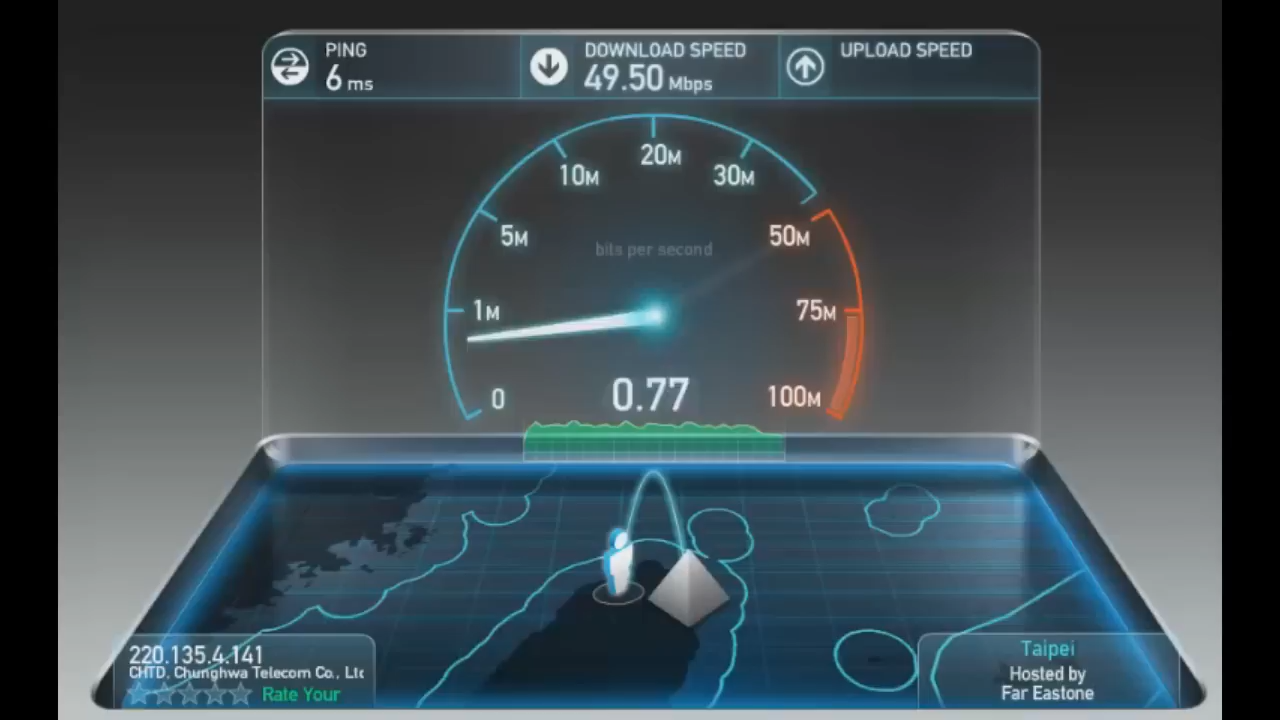 PING
6 ms
DOWNLOAD SPEED
49.50 Mbps
UPLOAD SPEED
20M
10M
30M
5M
50M
bits per second
1M
75M
0
0.77
100M
220.135.4.141
CHTD, Chunghwa Telecom Co., Ltc
Rate Your
Taipei
Hosted by
Far Eastone